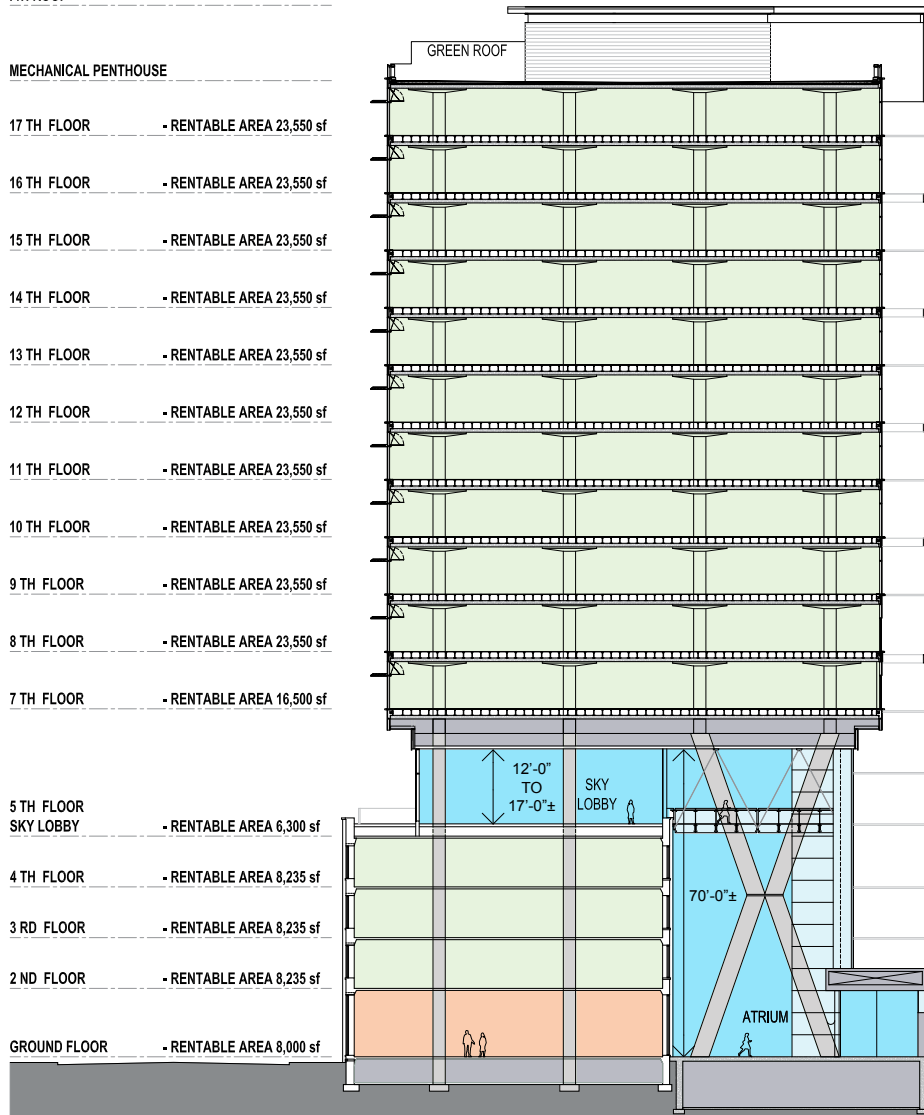 MECHANICAL PENTHOUSE
GREEN ROOF
17 TH FLOOR - RENTABLE AREA 23,550 sf
16 TH FLOOR - RENTABLE AREA 23,550 sf
15 TH FLOOR - RENTABLE AREA 23,550 sf
14 TH FLOOR - RENTABLE AREA 23,550 sf
13 TH FLOOR - RENTABLE AREA 23,550 sf
12 TH FLOOR - RENTABLE AREA 23,550 sf
11 TH FLOOR - RENTABLE AREA 23,550 sf
10 TH FLOOR - RENTABLE AREA 23,550 sf
9 TH FLOOR - RENTABLE AREA 23,550 sf
8 TH FLOOR - RENTABLE AREA 23,550 sf
7 TH FLOOR - RENTABLE AREA 16,500 sf
5 TH FLOOR
SKY LOBBY - RENTABLE AREA 6,300 sf
4 TH FLOOR - RENTABLE AREA 8,235 sf
3 RD FLOOR - RENTABLE AREA 8,235 sf
2 ND FLOOR - RENTABLE AREA 8,235 sf
GROUND FLOOR - RENTABLE AREA 8,000 sf
12'-0"
TO
17'-0"±
SKY
LOBBY
70'-0"±
ATRIUM